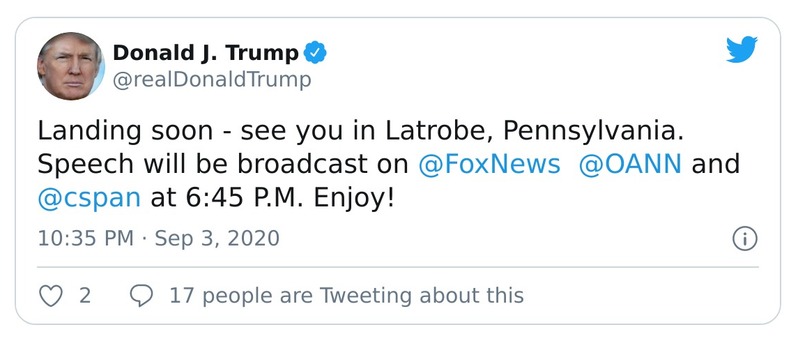 Donald J. Trump
@realDonaldTrump
Landing soon - see you in Latrobe, Pennsylvania.
Speech will be broadcast on @FoxNews @OANN and
@cspan at 6:45 P.M. Enjoy!
10:35 PM · Sep 3, 2020
2 17 people are Tweeting about this